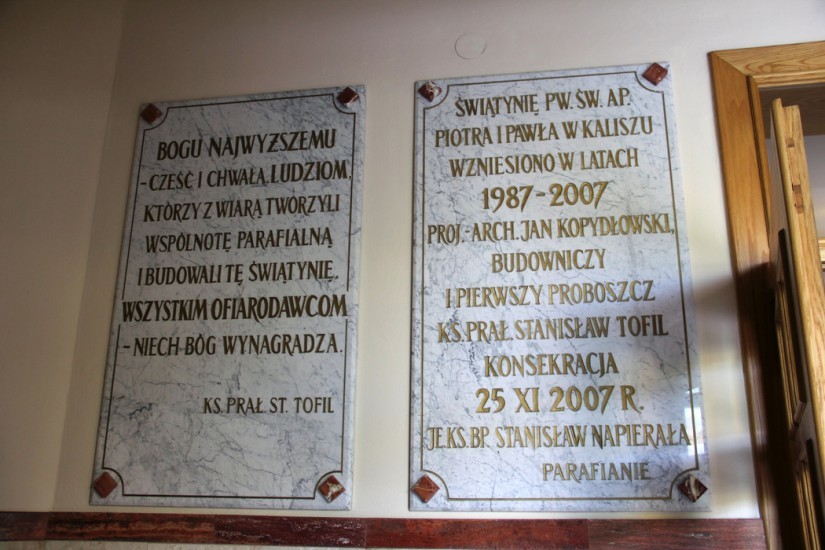 BOGU NAJWYŻSZEMU
- CZEŚĆ I CHWAŁA, LUDZIOM,
KTÓRZY Z WIARĄ TWORZYLI
WSPÓLNOTĘ PARAFIALNĄ
I BUDOWALI TĘ ŚWIĄTYNIĘ,
WSZYSTKIM OFIARODAWCOM
- NIECH BÓG WYNAGRADZA.
KS. PRAŁ. ST. TOFIL
ŚWIĄTYNIĘ PW. ŚW. AP.
PIOTRA I PAWŁA W KALISZU
WZNIESIONO W LATACH
1987-2007
PROJ.- ARCH. JAN KOPYDŁOWSKI,
BUDOWNICZY
I PIERWSZY PROBOSZCZ
KS. PRAŁ. STANISŁAW TOFIL
KONSEKRACJA
25 XI 2007 R.
JE. KS. BP. STANISŁAW NAPIERAŁA
PARAFIANIE